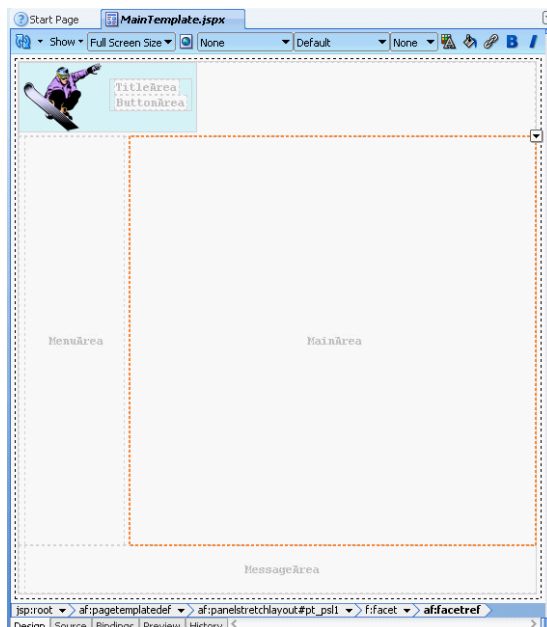 Start Page MainTemplate.jspx
Show Full Screen Size None Default None B I
TitleArea
ButtonArea
MenuArea MainArea
MessageArea
jsp:root af:pagetemplatedef af:panelstretchlayout#pt_psl1 f:facet af:facetref
Design Source Bindings Preview History